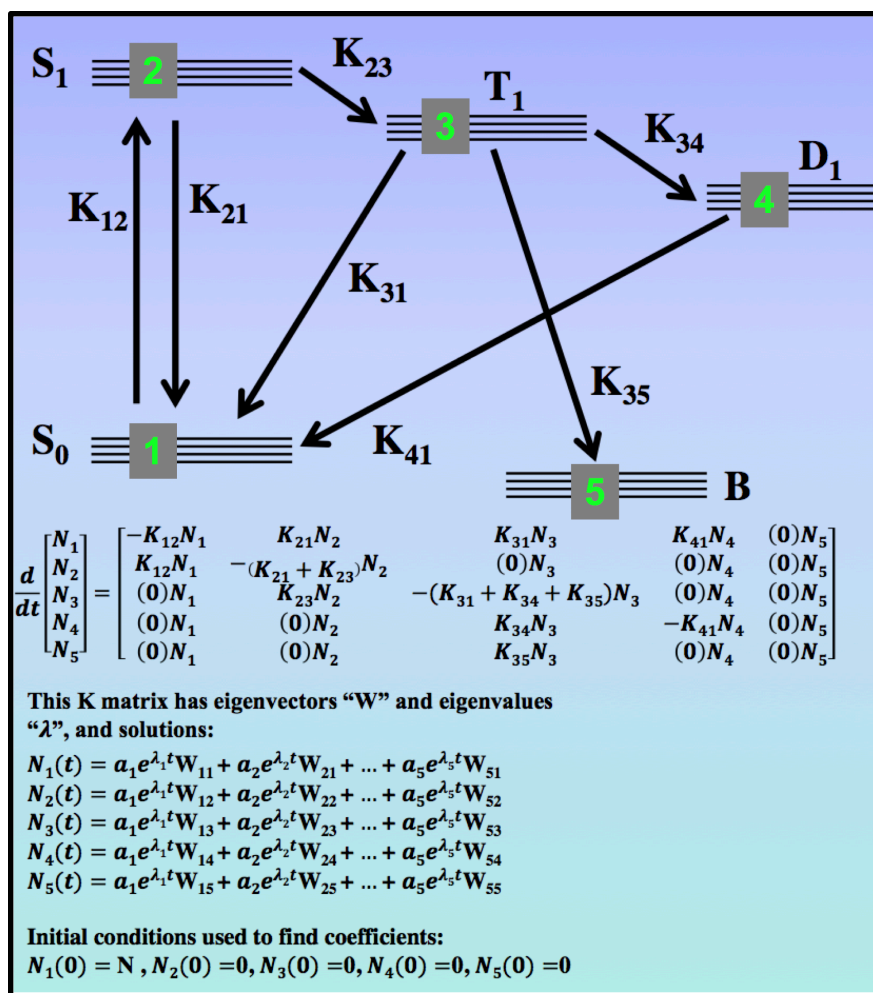 S₁ 2 K₂₃
T₁
3 K₃₄
D₁
K₁₂ K₂₁ 4
K₃₁
K₃₅
S₀ 1 K₄₁
5 B
d/dt [N₁ N₂ N₃ N₄ N₅] =
−K₁₂N₁ K₂₁N₂ K₃₁N₃ K₄₁N₄ (0)N₅
K₁₂N₁ −(K₂₁ + K₂₃)N₂ (0)N₃ (0)N₄ (0)N₅
(0)N₁ K₂₃N₂ −(K₃₁ + K₃₄ + K₃₅)N₃ (0)N₄ (0)N₅
(0)N₁ (0)N₂ K₃₄N₃ −K₄₁N₄ (0)N₅
(0)N₁ (0)N₂ K₃₅N₃ (0)N₄ (0)N₅
This K matrix has eigenvectors “W” and eigenvalues
“λ”, and solutions:
N₁(t) = a₁e^{λ₁t}W₁₁ + a₂e^{λ₂t}W₂₁ + ... + a₅e^{λ₅t}W₅₁
N₂(t) = a₁e^{λ₁t}W₁₂ + a₂e^{λ₂t}W₂₂ + ... + a₅e^{λ₅t}W₅₂
N₃(t) = a₁e^{λ₁t}W₁₃ + a₂e^{λ₂t}W₂₃ + ... + a₅e^{λ₅t}W₅₃
N₄(t) = a₁e^{λ₁t}W₁₄ + a₂e^{λ₂t}W₂₄ + ... + a₅e^{λ₅t}W₅₄
N₅(t) = a₁e^{λ₁t}W₁₅ + a₂e^{λ₂t}W₂₅ + ... + a₅e^{λ₅t}W₅₅
Initial conditions used to find coefficients:
N₁(0) = N , N₂(0) =0, N₃(0) =0, N₄(0) =0, N₅(0) =0